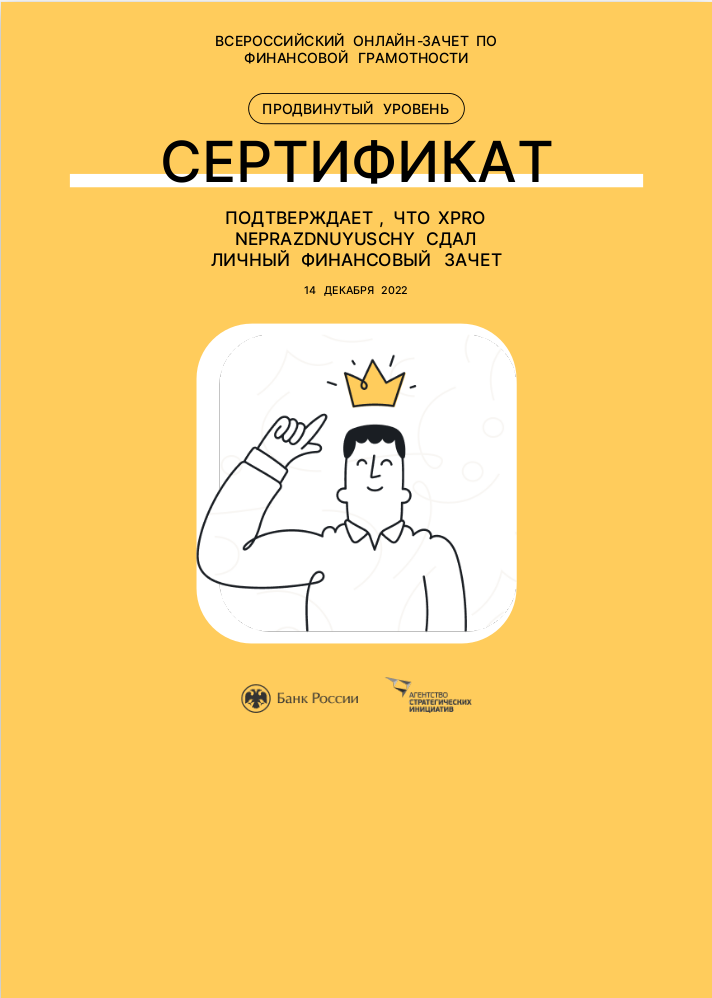 ВСЕРОССИЙСКИЙ ОНЛАЙН-ЗАЧЕТ ПО
ФИНАНСОВОЙ ГРАМОТНОСТИ
ПРОДВИНУТЫЙ УРОВЕНЬ
СЕРТИФИКАТ
ПОДТВЕРЖДАЕТ , ЧТО XPRO
NEPRAZDNUYUSCHY СДАЛ
ЛИЧНЫЙ ФИНАНСОВЫЙ ЗАЧЕТ
14 ДЕКАБРЯ 2022
Банк России
АГЕНТСТВО
СТРАТЕГИЧЕСКИХ
ИНИЦИАТИВ